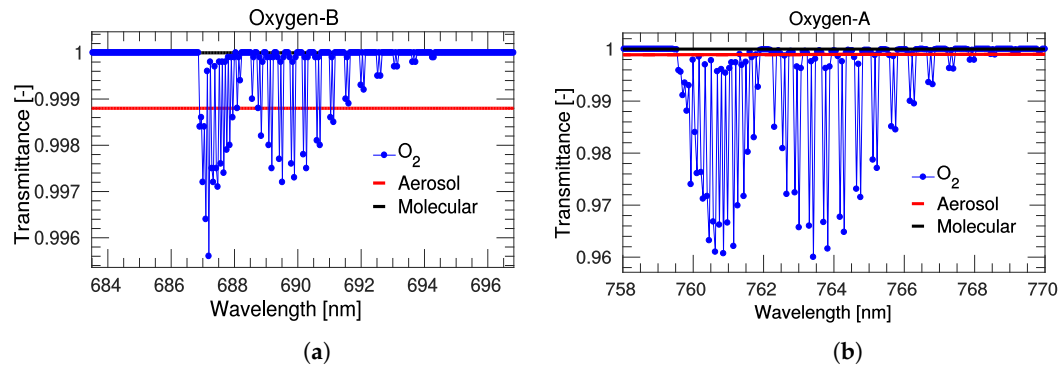 Oxygen-B
Transmittance [-]
1
0.999
0.998
0.997
0.996
O2
Aerosol
Molecular
684 686 688 690 692 694 696
Wavelength [nm]
(a)
Oxygen-A
Transmittance [-]
1
0.99
0.98
0.97
0.96
O2
Aerosol
Molecular
758 760 762 764 766 768 770
Wavelength [nm]
(b)